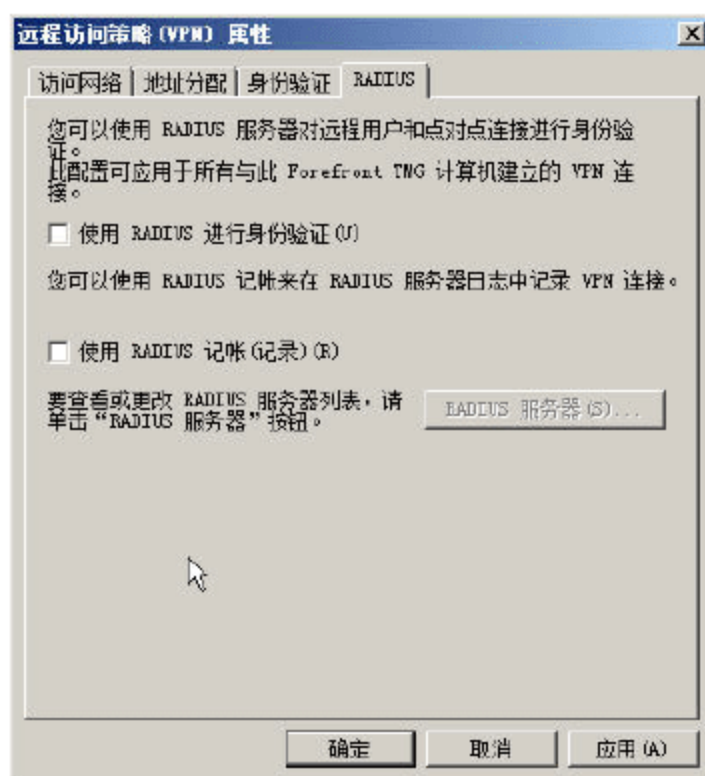 远程访问策略(VPN) 属性
访问网络 地址分配 身份验证 RADIUS
您可以使用 RADIUS 服务器对远程用户和点对点连接进行身份验
证。
此配置可应用于所有与此 Forefront TMG 计算机建立的 VPN 连
接。
使用 RADIUS 进行身份验证(U)
您可以使用 RADIUS 记帐来在 RADIUS 服务器日志中记录 VPN 连接。
使用 RADIUS 记帐(记录)(R)
要查看或更改 RADIUS 服务器列表，请
单击“RADIUS 服务器”按钮。
RADIUS 服务器(S)...
确定 取消 应用(A)